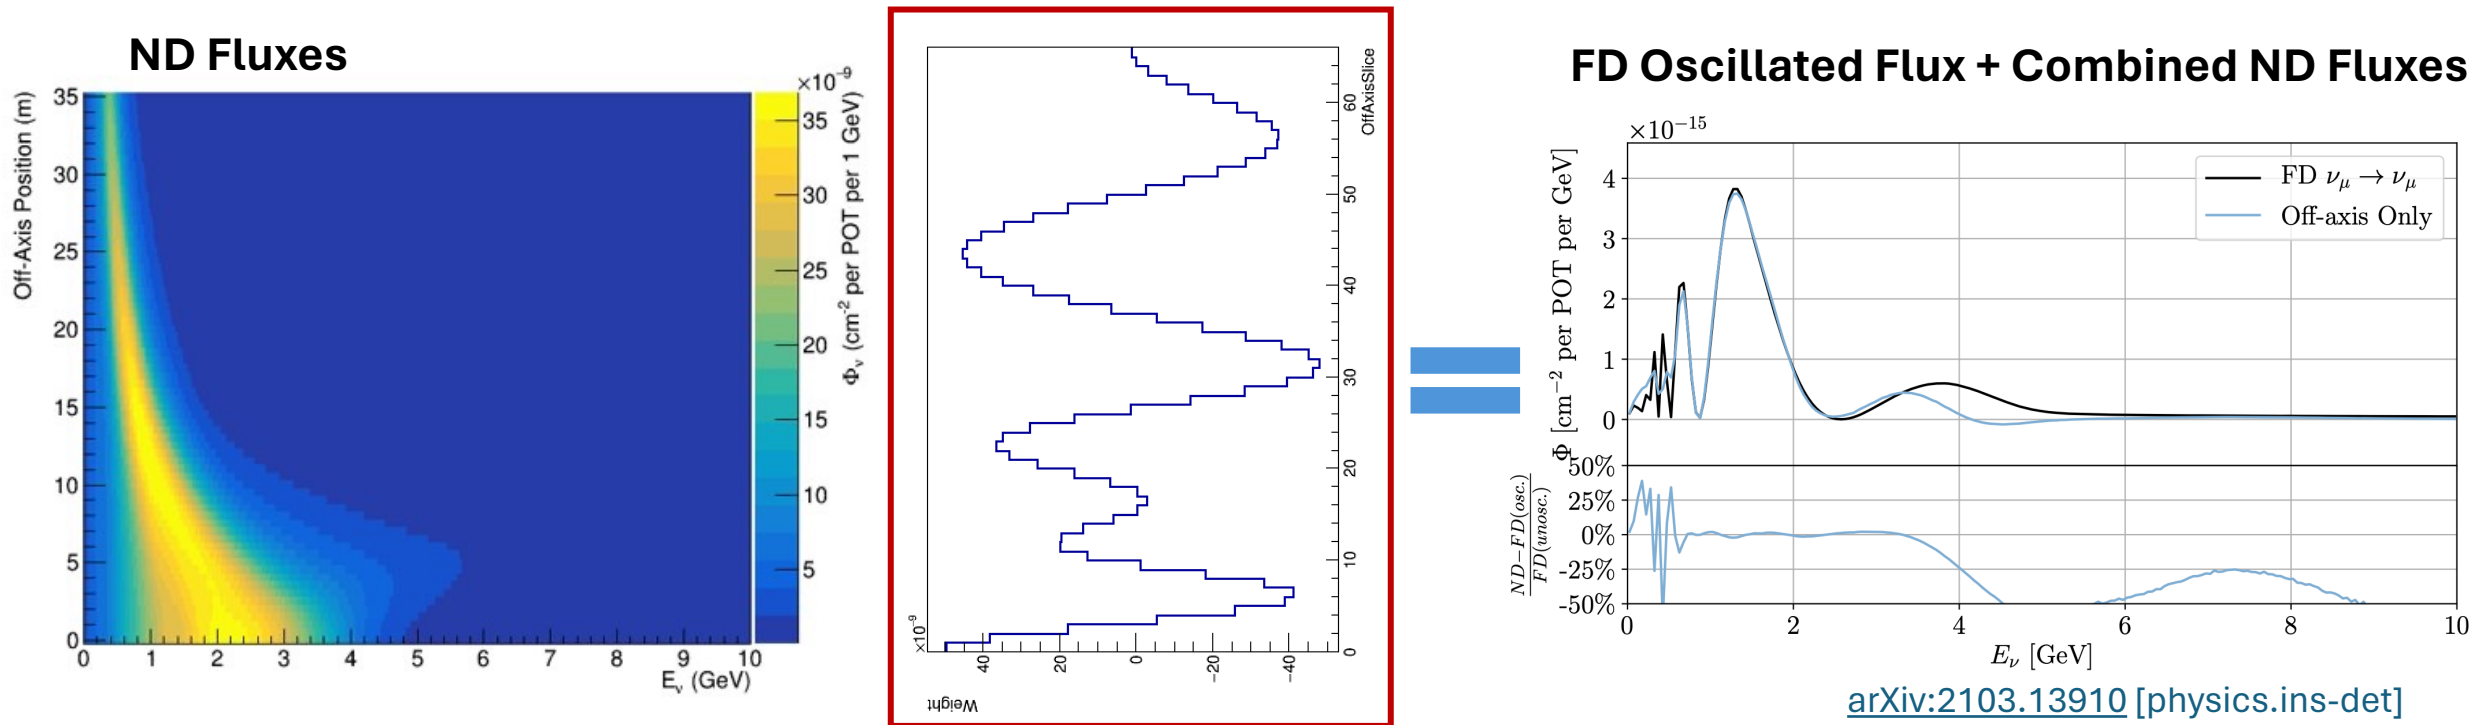 ND Fluxes
×10⁻⁹
Off-Axis Position (m)
35
30
25
20
15
10
5
0
0 1 2 3 4 5 6 7 8 9 10
Eᵥ (GeV)
35
30
25
20
15
10
5
Φᵥ (cm⁻² per POT per 1 GeV)
OffAxisSlice
60
50
40
30
20
10
0
×10⁻⁹
40 20 0 −20 −40
Weight
FD Oscillated Flux + Combined ND Fluxes
×10⁻¹⁵
Φ [cm⁻² per POT per GeV]
4
3
2
1
0
FD νμ → νμ
Off-axis Only
ND−FD(osc.)
FD(unosc.)
50%
25%
0%
-25%
-50%
0 2 4 6 8 10
Eν [GeV]
arXiv:2103.13910 [physics.ins-det]